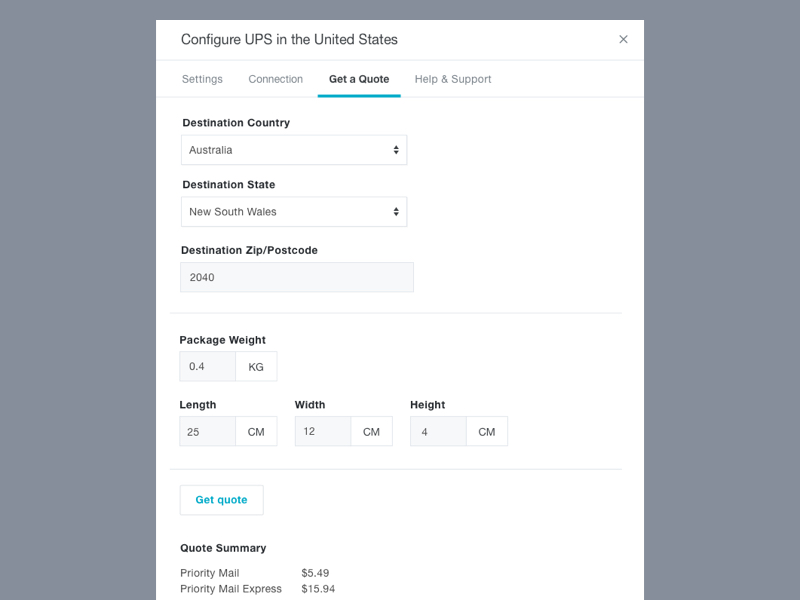 Configure UPS in the United States ×
Settings Connection Get a Quote Help & Support
Destination Country
Australia
Destination State
New South Wales
Destination Zip/Postcode
2040
Package Weight
0.4 KG
Length Width Height
25 CM 12 CM 4 CM
Get quote
Quote Summary
Priority Mail $5.49
Priority Mail Express $15.94